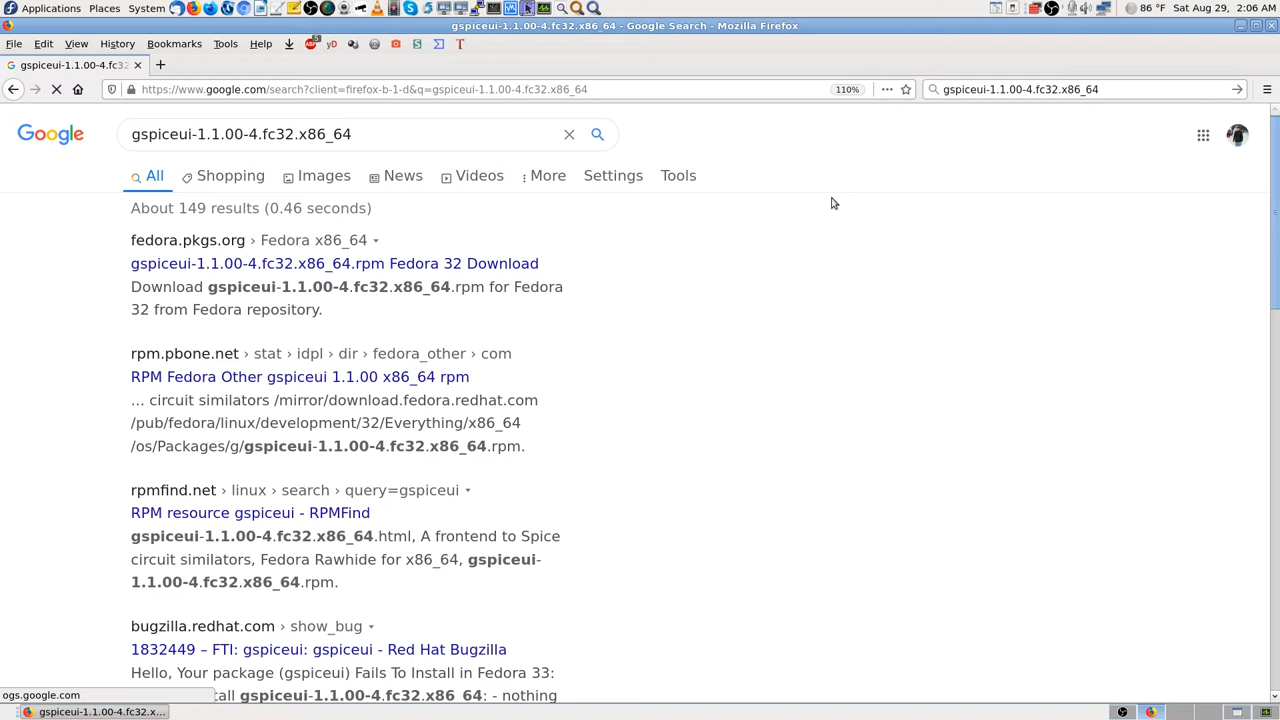 Applications Places System 86 °F Sat Aug 29, 2:06 AM
gspiceui-1.1.00-4.fc32.x86_64 - Google Search - Mozilla Firefox
File Edit View History Bookmarks Tools Help
gspiceui-1.1.00-4.fc32
https://www.google.com/search?client=firefox-b-1-d&q=gspiceui-1.1.00-4.fc32.x86_64 110% gspiceui-1.1.00-4.fc32.x86_64
Google gspiceui-1.1.00-4.fc32.x86_64
All Shopping Images News Videos More Settings Tools
About 149 results (0.46 seconds)
fedora.pkgs.org › Fedora x86_64
gspiceui-1.1.00-4.fc32.x86_64.rpm Fedora 32 Download
Download gspiceui-1.1.00-4.fc32.x86_64.rpm for Fedora
32 from Fedora repository.
rpm.pbone.net › stat › idpl › dir › fedora_other › com
RPM Fedora Other gspiceui 1.1.00 x86_64 rpm
... circuit similators /mirror/download.fedora.redhat.com
/pub/fedora/linux/development/32/Everything/x86_64
/os/Packages/g/gspiceui-1.1.00-4.fc32.x86_64.rpm.
rpmfind.net › linux › search › query=gspiceui
RPM resource gspiceui - RPMFind
gspiceui-1.1.00-4.fc32.x86_64.html, A frontend to Spice
circuit similators, Fedora Rawhide for x86_64, gspiceui-
1.1.00-4.fc32.x86_64.rpm.
bugzilla.redhat.com › show_bug
1832449 – FTI: gspiceui: gspiceui - Red Hat Bugzilla
Hello, Your package (gspiceui) Fails To Install in Fedora 33:
tall gspiceui-1.1.00-4.fc32.x86_64: - nothing
ogs.google.com
gspiceui-1.1.00-4.fc32.x...